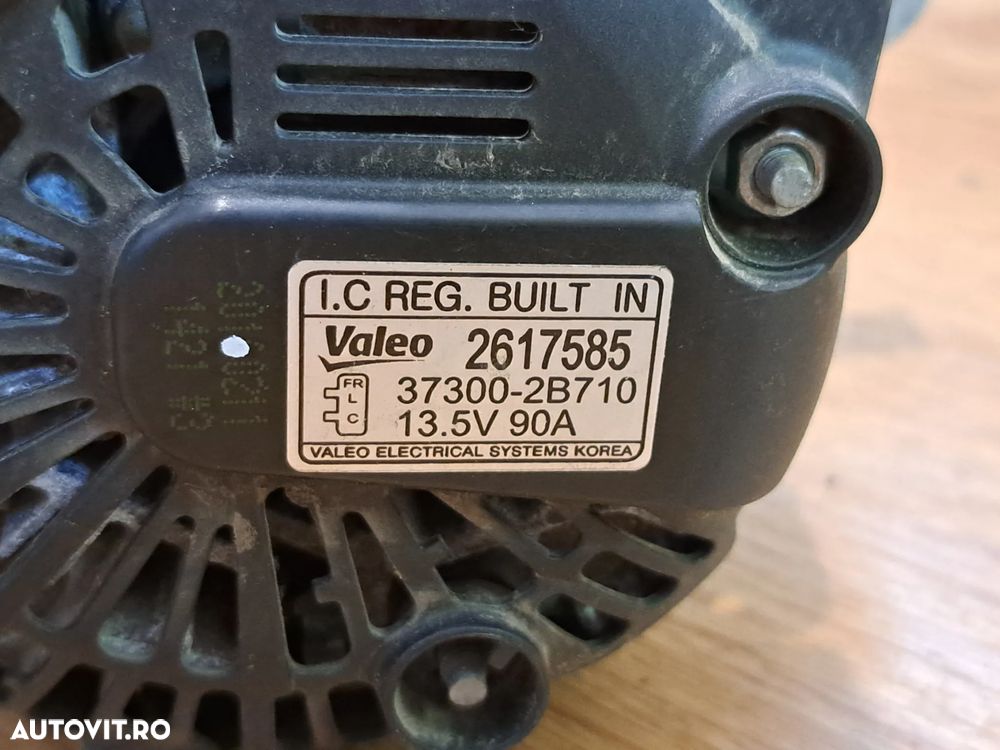 I.C REG. BUILT IN
Valeo 2617585
FR
L
C
37300-2B710
13.5V 90A
VALEO ELECTRICAL SYSTEMS KOREA
AUTOVIT.RO